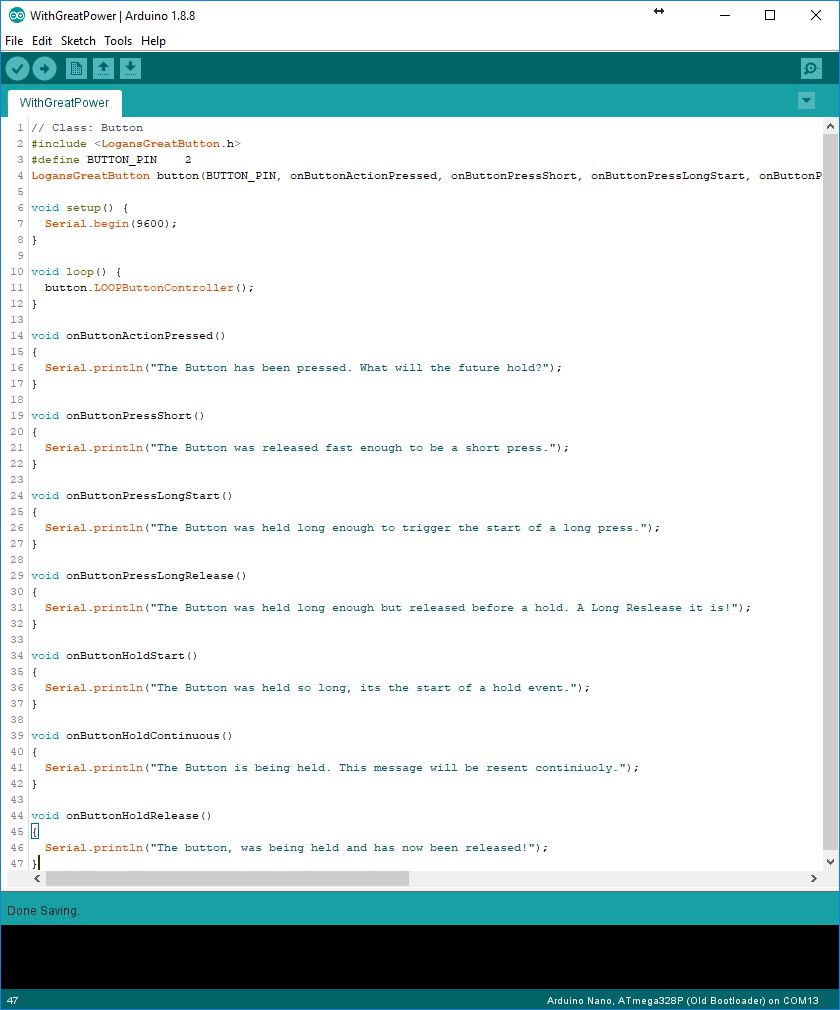 WithGreatPower | Arduino 1.8.8
File Edit Sketch Tools Help
WithGreatPower
1 // Class: Button
2 #include <LogansGreatButton.h>
3 #define BUTTON_PIN    2
4 LogansGreatButton button(BUTTON_PIN, onButtonActionPressed, onButtonPressShort, onButtonPressLongStart, onButtonP
5
6 void setup() {
7   Serial.begin(9600);
8 }
9
10 void loop() {
11   button.LOOPButtonController();
12 }
13
14 void onButtonActionPressed()
15 {
16   Serial.println("The Button has been pressed. What will the future hold?");
17 }
18
19 void onButtonPressShort()
20 {
21   Serial.println("The Button was released fast enough to be a short press.");
22 }
23
24 void onButtonPressLongStart()
25 {
26   Serial.println("The Button was held long enough to trigger the start of a long press.");
27 }
28
29 void onButtonPressLongRelease()
30 {
31   Serial.println("The Button was held long enough but released before a hold. A Long Reslease it is!");
32 }
33
34 void onButtonHoldStart()
35 {
36   Serial.println("The Button was held so long, its the start of a hold event.");
37 }
38
39 void onButtonHoldContinuous()
40 {
41   Serial.println("The Button is being held. This message will be resent continiuoly.");
42 }
43
44 void onButtonHoldRelease()
45 {
46   Serial.println("The button, was being held and has now been released!");
47 }
Done Saving.
47 Arduino Nano, ATmega328P (Old Bootloader) on COM13